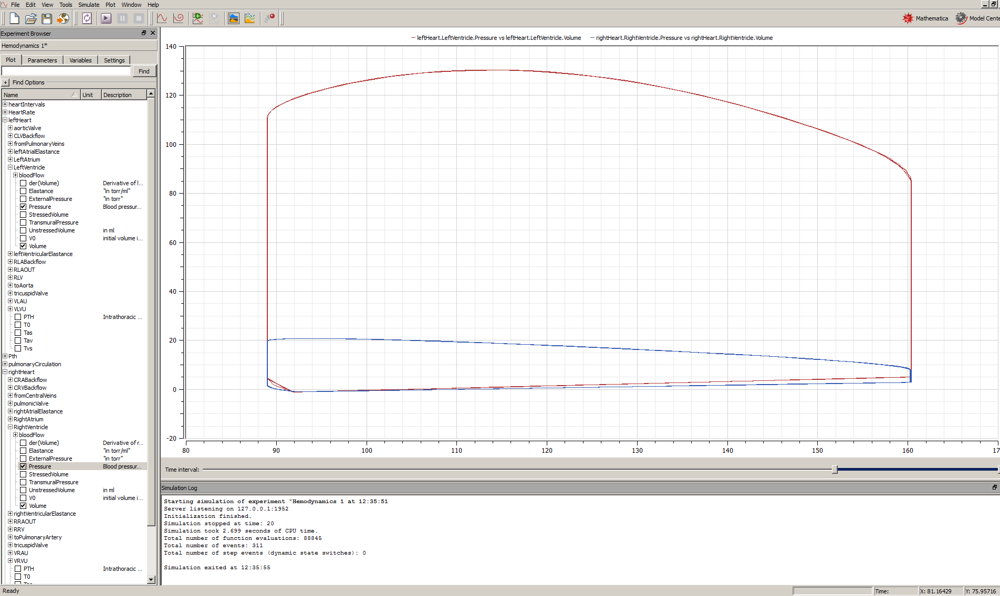 File Edit View Tools Simulate Plot Window Help
Mathematica
Model Cente
Experiment Browser
Hemodynamics 1*
Plot Parameters Variables Settings
Find
+ Find Options
Name Unit Description
heartIntervals
HeartRate
leftHeart
aorticValve
CLVBackflow
fromPulmonaryVeins
leftAtrialElastance
LeftAtrium
LeftVentricle
bloodFlow
der(Volume) Derivative of l...
Elastance "in torr/ml"
ExternalPressure "in torr"
Pressure Blood pressur...
StressedVolume
TransmuralPressure
UnstressedVolume in ml
V0 initial volume i...
Volume
leftVentricularElastance
RLABackflow
RLAOUT
RLV
toAorta
tricuspidValve
VLAU
VLVU
PTH Intrathoracic ...
T0
Tas
Tav
Tvs
Pth
pulmonaryCirculation
rightHeart
CRABackflow
CRVBackflow
fromCentralVeins
pulmonicValve
rightAtrialElastance
RightAtrium
RightVentricle
bloodFlow
der(Volume) Derivative of r...
Elastance "in torr/ml"
ExternalPressure "in torr"
Pressure Blood pressur...
StressedVolume
TransmuralPressure
UnstressedVolume in ml
V0 initial volume i...
Volume
rightVentricularElastance
RRAOUT
RRV
toPulmonaryArtery
tricuspidValve
VRAU
VRVU
PTH Intrathoracic ...
T0
leftHeart.LeftVentricle.Pressure vs leftHeart.LeftVentricle.Volume rightHeart.RightVentricle.Pressure vs rightHeart.RightVentricle.Volume
140
120
100
80
60
40
20
0
-20
80 90 100 110 120 130 140 150 160 17
Time interval:
Simulation Log
Starting simulation of experiment "Hemodynamics 1 at 12:35:51
Server listening on 127.0.0.1:1952
Initialization finished.
Simulation stopped at time: 20
Simulation took 2.699 seconds of CPU time.
Total number of function evaluations: 88845
Total number of events: 311
Total number of step events (dynamic state switches): 0
Simulation exited at 12:35:55
Ready
Time: X: 81.16429 Y: 75.95716